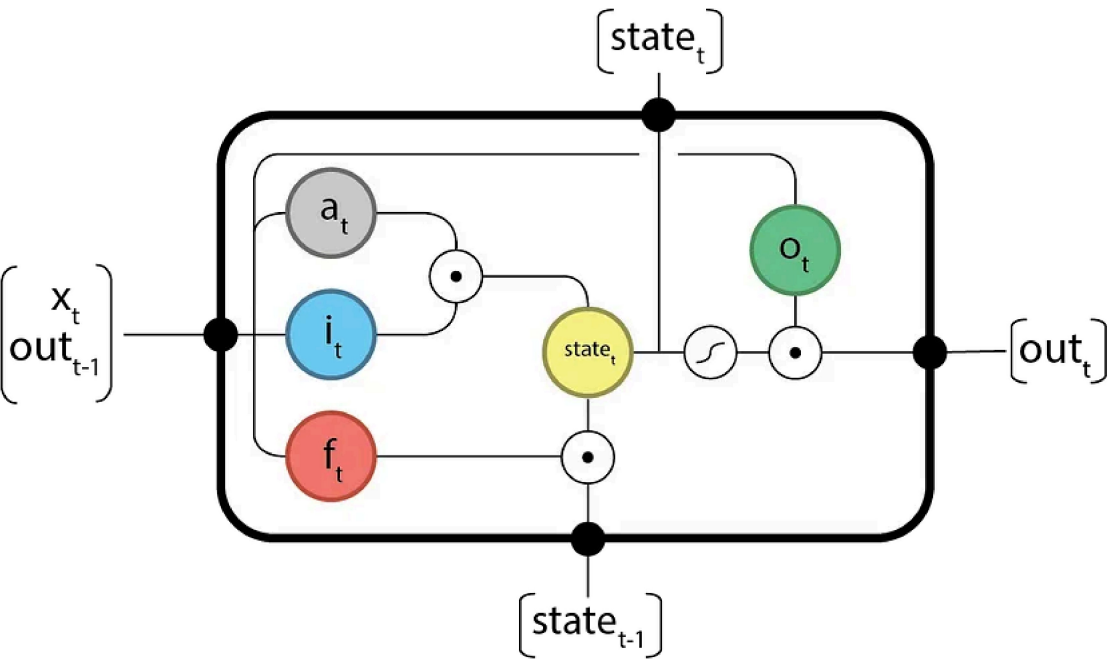 [state_t]
a_t
o_t
[x_t
out_t-1]
i_t
state_t
[out_t]
f_t
[state_t-1]